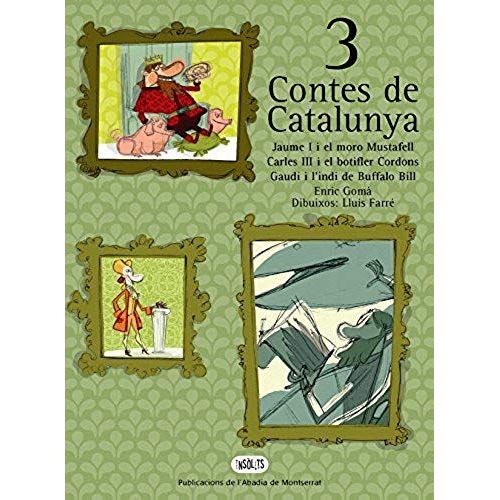 3
Contes de
Catalunya
Jaume I i el moro Mustafell
Carles III i el botifler Cordons
Gaudí i l'indi de Buffalo Bill
Enric Gomà
Dibuixos: Lluís Farré
INSÒLITS
Publicacions de l'Abadia de Montserrat